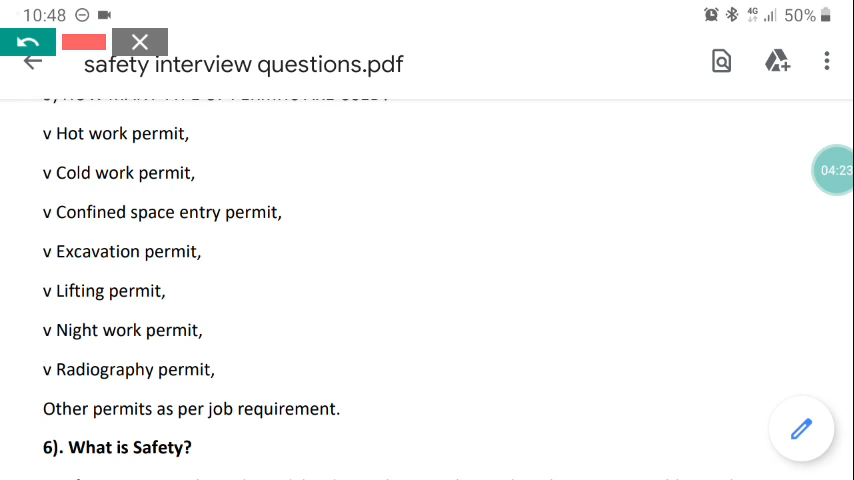 10:48 4G 50%
safety interview questions.pdf
v Hot work permit,
v Cold work permit,
04:23
v Confined space entry permit,
v Excavation permit,
v Lifting permit,
v Night work permit,
v Radiography permit,
Other permits as per job requirement.
6). What is Safety?